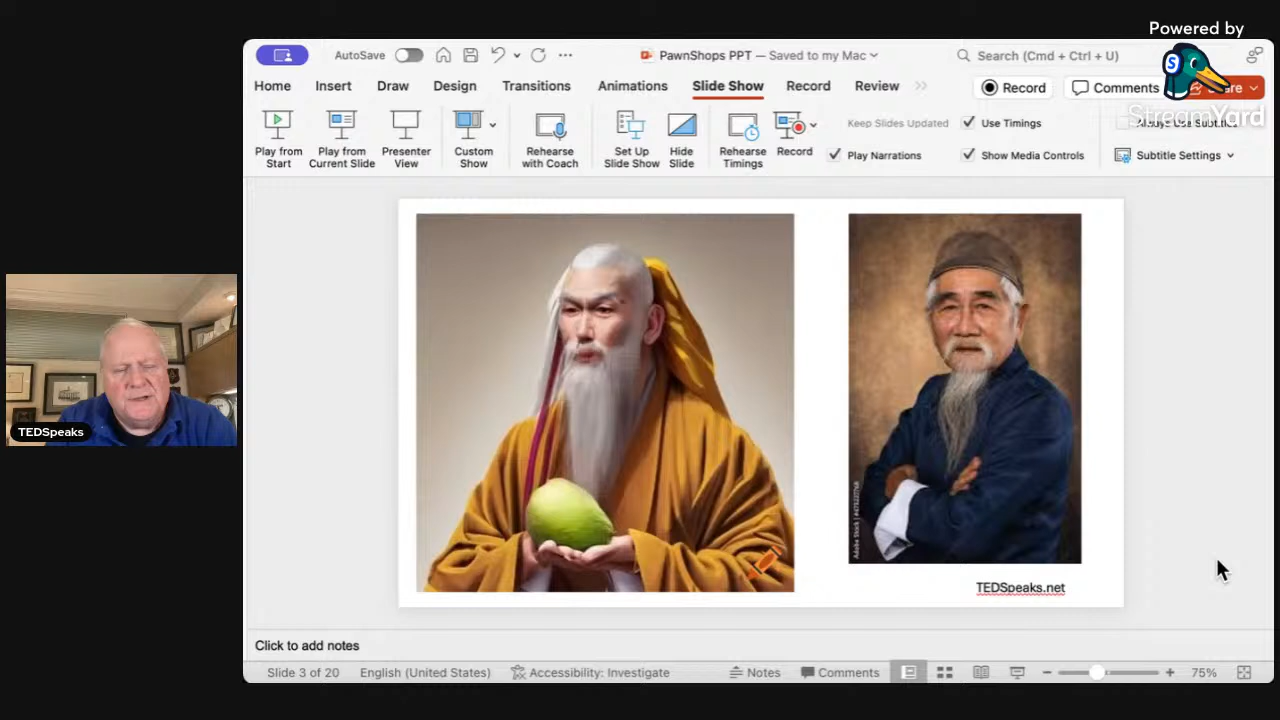 Powered by
StreamYard
AutoSave
PawnShops PPT — Saved to my Mac
Search (Cmd + Ctrl + U)
Home Insert Draw Design Transitions Animations Slide Show Record Review
Record
Comments
Share
Play from
Start
Play from
Current Slide
Presenter
View
Custom
Show
Rehearse
with Coach
Set Up
Slide Show
Hide
Slide
Rehearse
Timings
Record
Keep Slides Updated
Play Narrations
Use Timings
Show Media Controls
Always Use Subtitles
Subtitle Settings
TEDSpeaks
TEDSpeaks.net
Click to add notes
Slide 3 of 20 English (United States) Accessibility: Investigate Notes Comments 75%